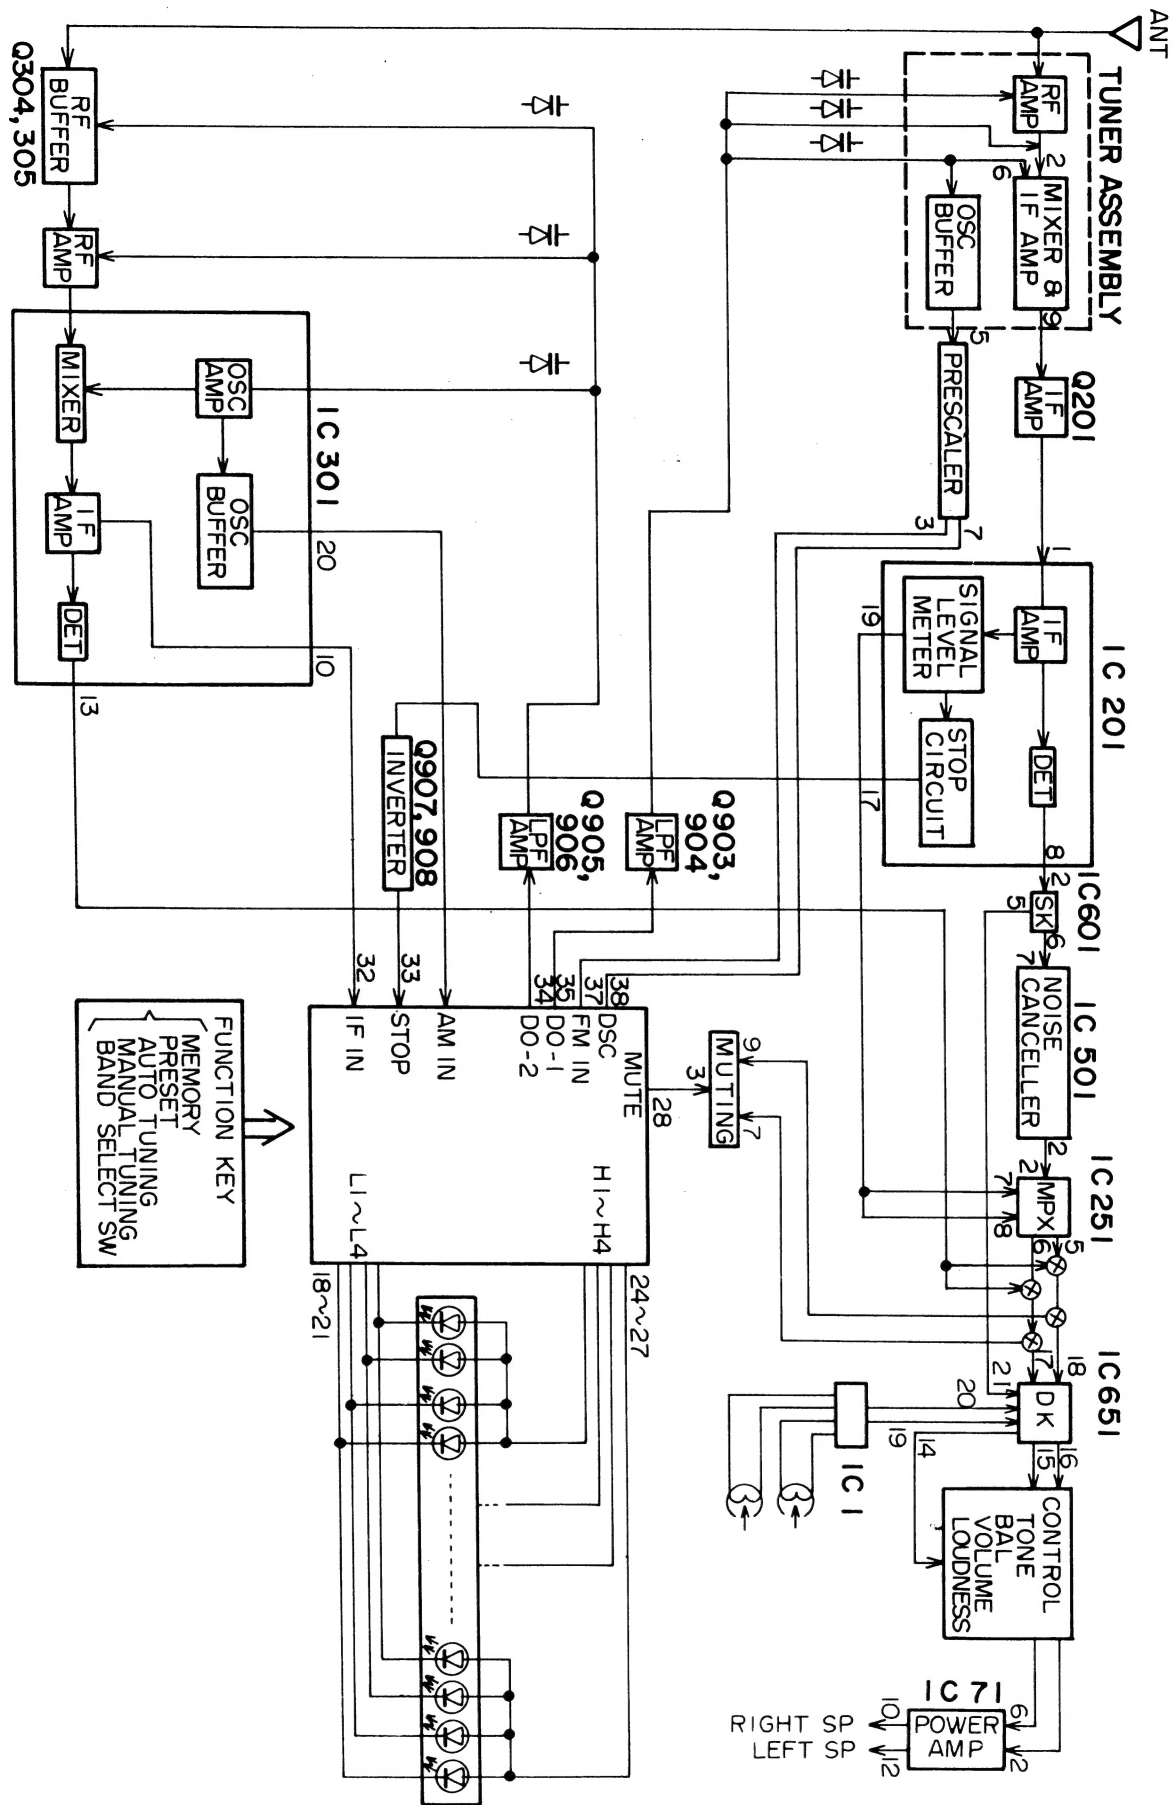 ANT
TUNER ASSEMBLY
RF
AMP
2
6
MIXER &
IF AMP
9
OSC
BUFFER
5
PRESCALER
3
7
Q201
IF
AMP
1
IC 201
IF
AMP
SIGNAL
LEVEL
METER
19
STOP
CIRCUIT
17
DET
8
IC601
2
SK
5
6
IC 501
7
NOISE
CANCELLER
2
IC251
2
MPX
7
8
5
6
IC651
18
17
21
DK
20
19
14
16
15
IC 1
CONTROL
TONE
BAL
VOLUME
LOUDNESS
IC 71
6
2
POWER
AMP
10
12
RIGHT SP
LEFT SP
Q304, 305
RF
BUFFER
RF
AMP
IC 301
MIXER
OSC
AMP
OSC
BUFFER
20
IF
AMP
10
DET
13
Q907, 908
INVERTER
Q905,
906
LPF
AMP
Q903,
904
LPF
AMP
32
33
34
35
37
38
IF IN
STOP
AM IN
DO-2
DO-1
FM IN
DSC
MUTE
28
MUTING
3
9
7
L1~L4
H1~H4
18~21
24~27
FUNCTION KEY
MEMORY
PRESET
AUTO TUNING
MANUAL TUNING
BAND SELECT SW